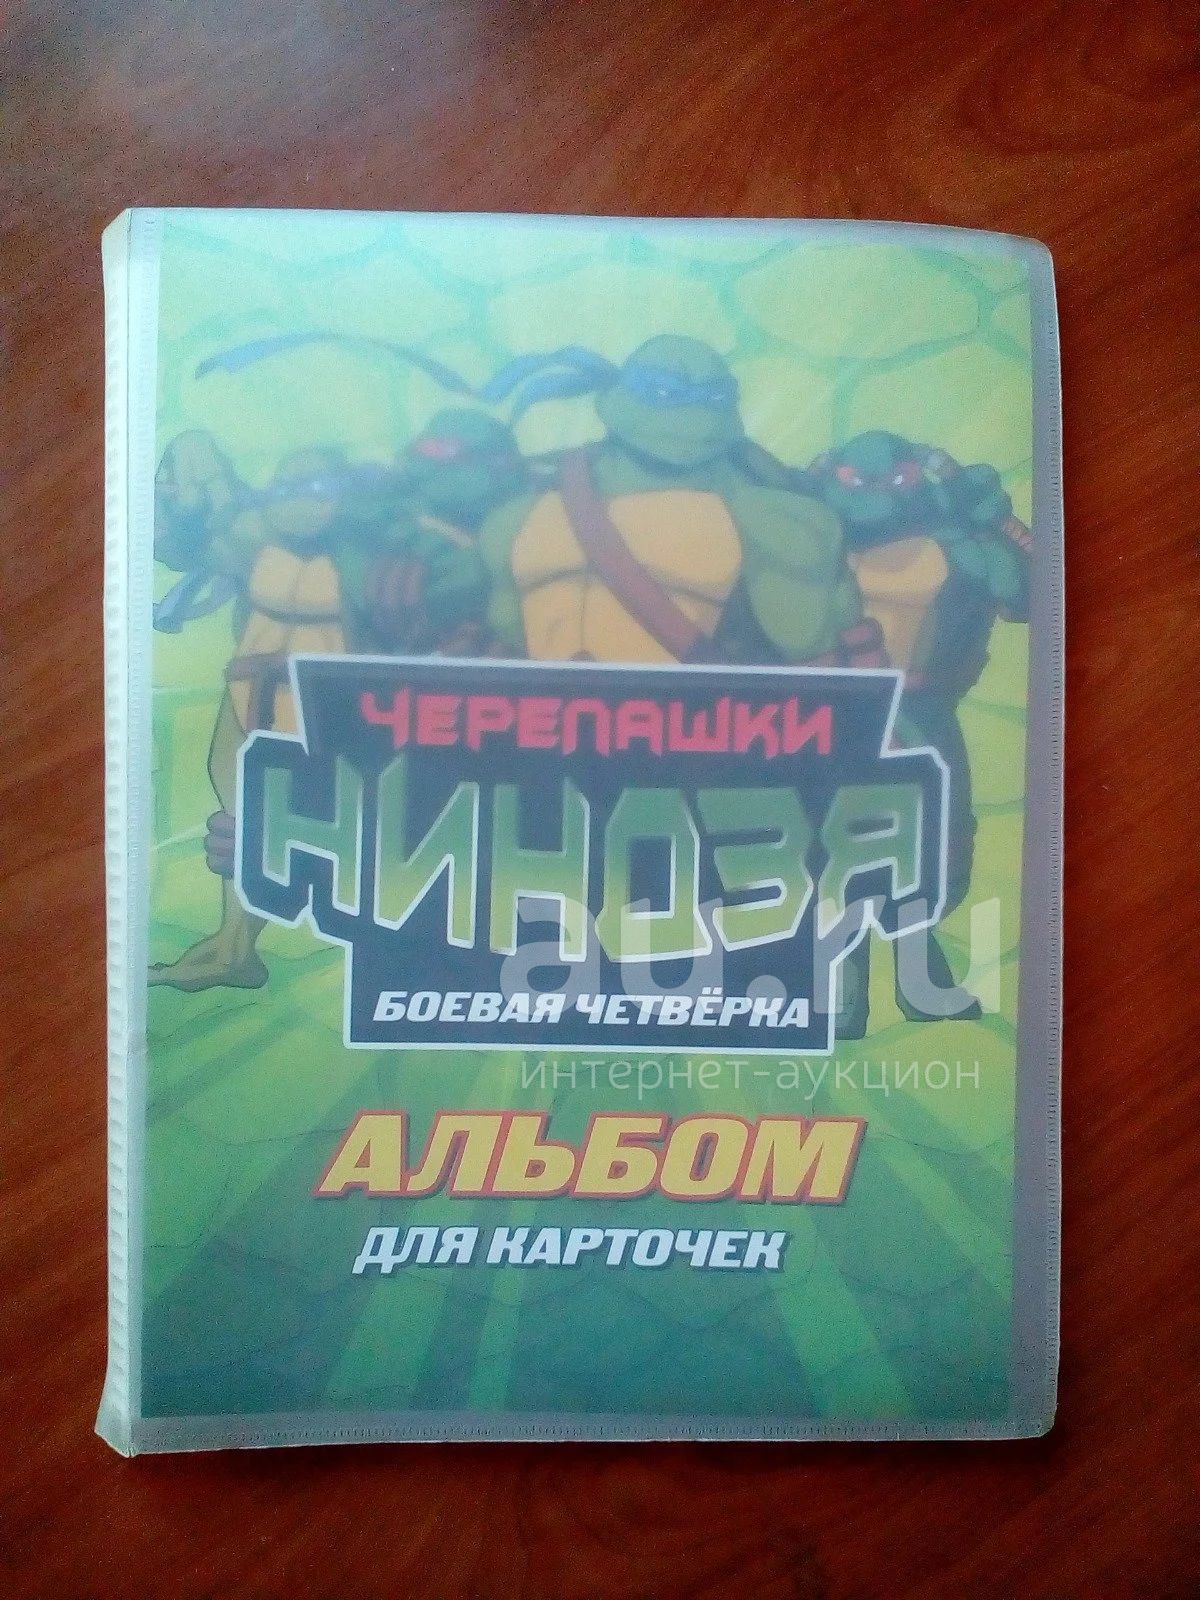 ЧЕРЕПАШКИ
НИНДЗЯ
БОЕВАЯ ЧЕТВЁРКА
au.ru
интернет-аукцион
АЛЬБОМ
ДЛЯ КАРТОЧЕК